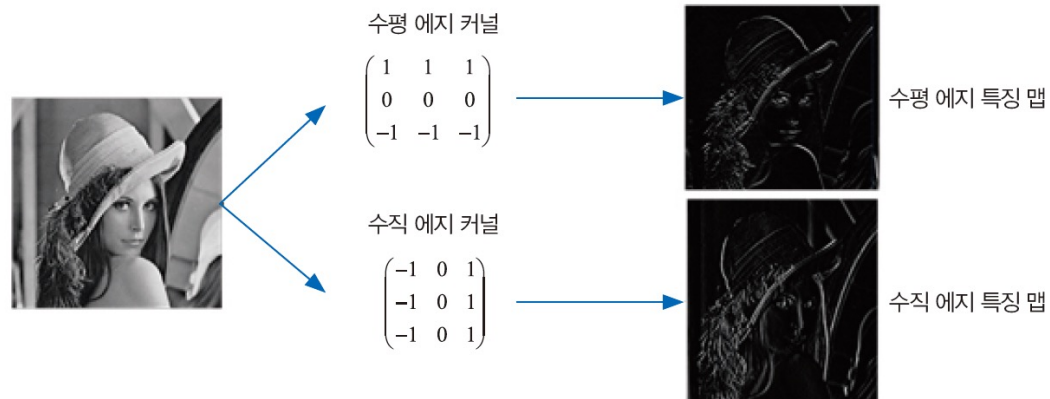 수평 에지 커널
1 1 1
0 0 0
−1 −1 −1
수평 에지 특징 맵
수직 에지 커널
−1 0 1
−1 0 1
−1 0 1
수직 에지 특징 맵